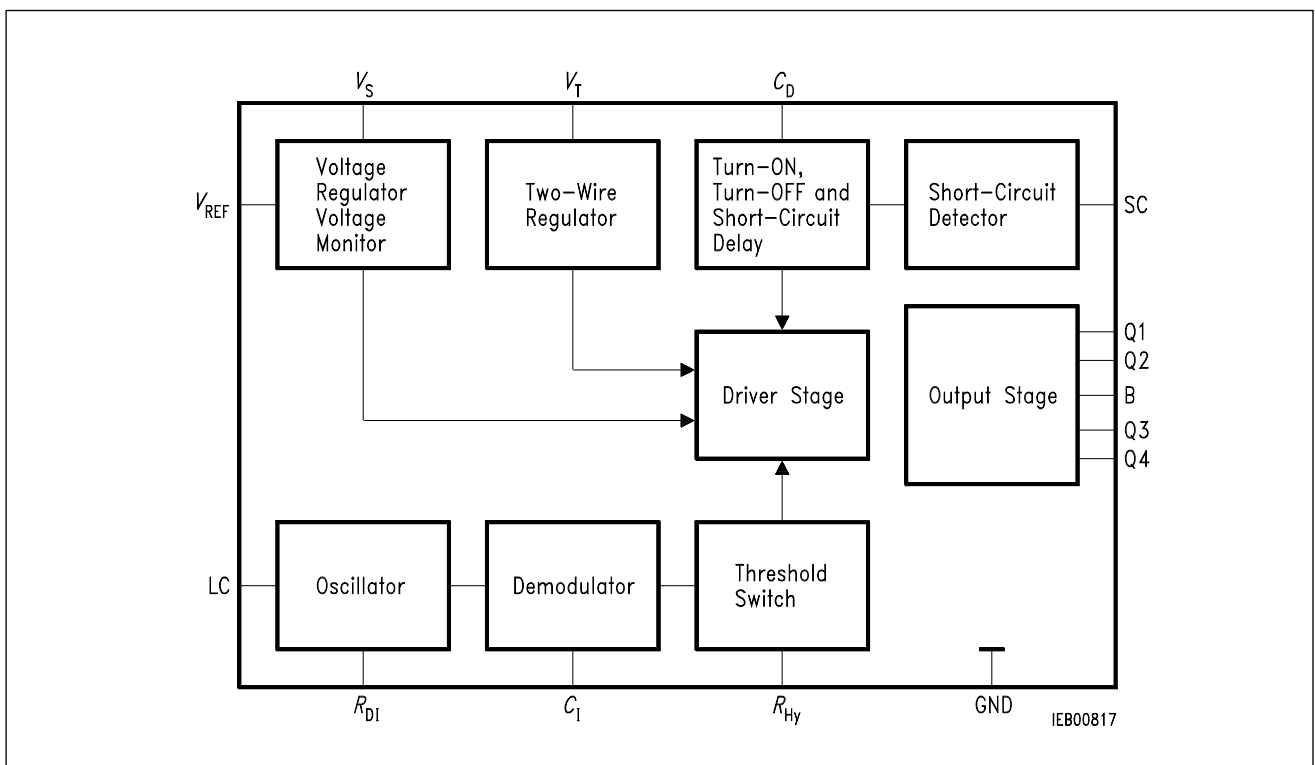 V_S
V_T
C_D
V_REF
Voltage
Regulator
Voltage
Monitor
Two-Wire
Regulator
Turn-ON,
Turn-OFF and
Short-Circuit
Delay
Short-Circuit
Detector
SC
Driver Stage
Output Stage
Q1
Q2
B
Q3
Q4
LC
Oscillator
Demodulator
Threshold
Switch
R_DI
C_I
R_Hy
GND
IEB00817